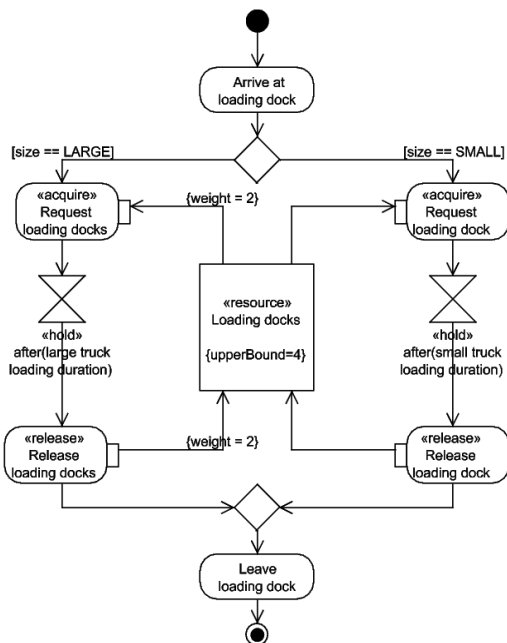 Arrive at
loading dock
[size == LARGE]
[size == SMALL]
«acquire»
Request
loading docks
{weight = 2}
«acquire»
Request
loading dock
«resource»
Loading docks
{upperBound=4}
«hold»
after(large truck
loading duration)
«hold»
after(small truck
loading duration)
«release»
Release
loading docks
{weight = 2}
«release»
Release
loading dock
Leave
loading dock